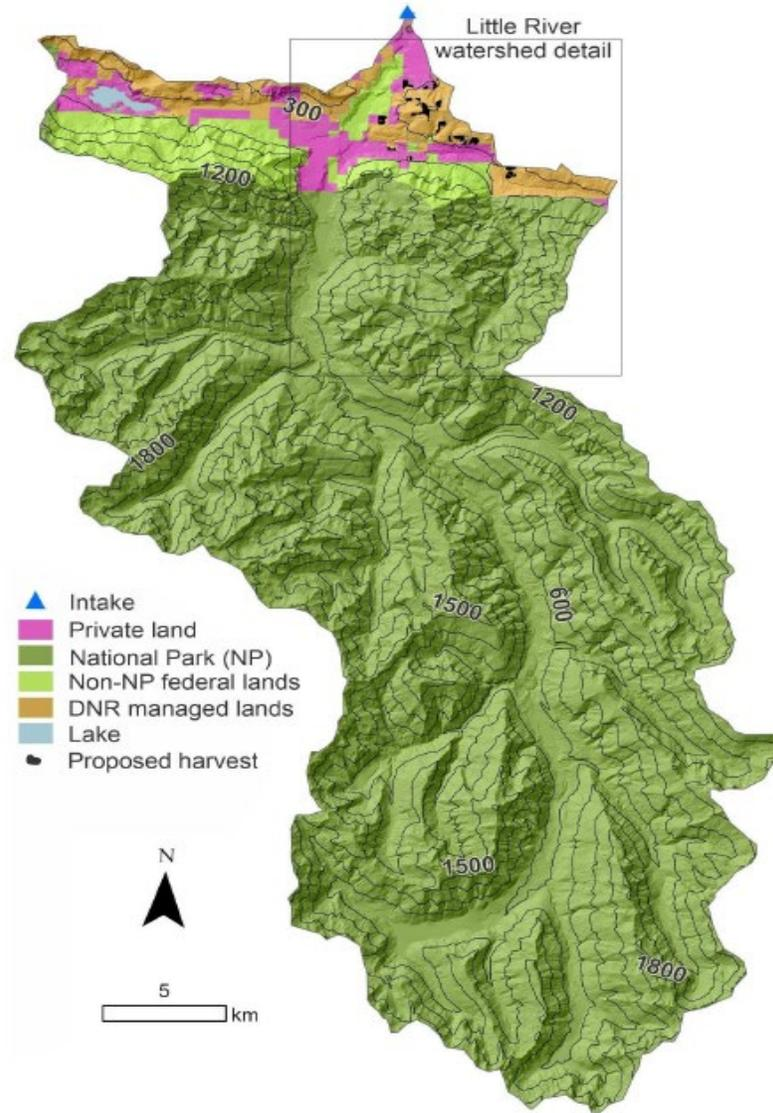 Little River
watershed detail
300
1200
1200
1800
600
1500
1500
1800
Intake
Private land
National Park (NP)
Non-NP federal lands
DNR managed lands
Lake
Proposed harvest
N
5
km